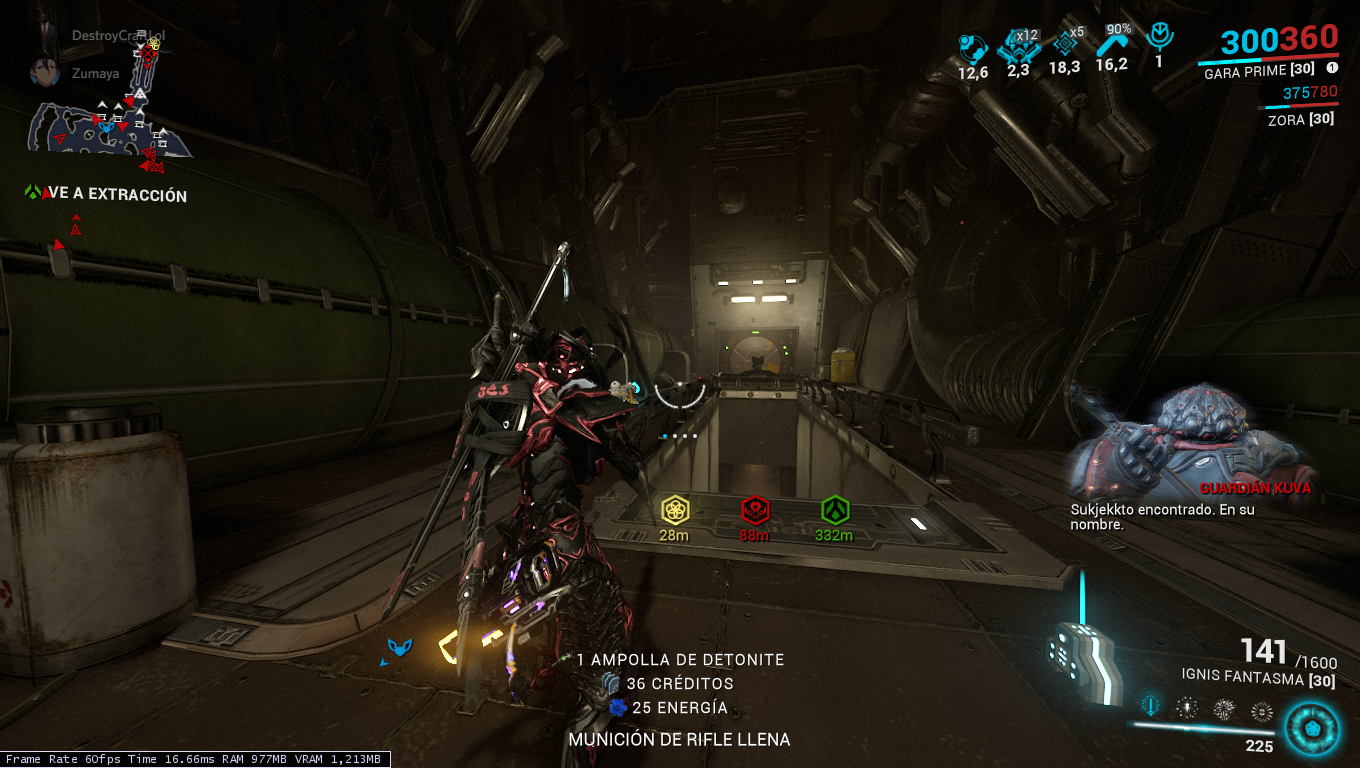 DestroyCraftLol
Zumaya
VE A EXTRACCIÓN
12,6
x12
2,3
x5
18,3
90%
16,2
1
300360
GARA PRIME [30] 1
375780
ZORA [30]
28m
88m
332m
GUARDIÁN KUVA
Sukjekkto encontrado. En su
nombre.
1 AMPOLLA DE DETONITE
36 CRÉDITOS
25 ENERGÍA
MUNICIÓN DE RIFLE LLENA
141 /1600
IGNIS FANTASMA [30]
225
Frame Rate 60fps Time 16.66ms RAM 977MB VRAM 1,213MB